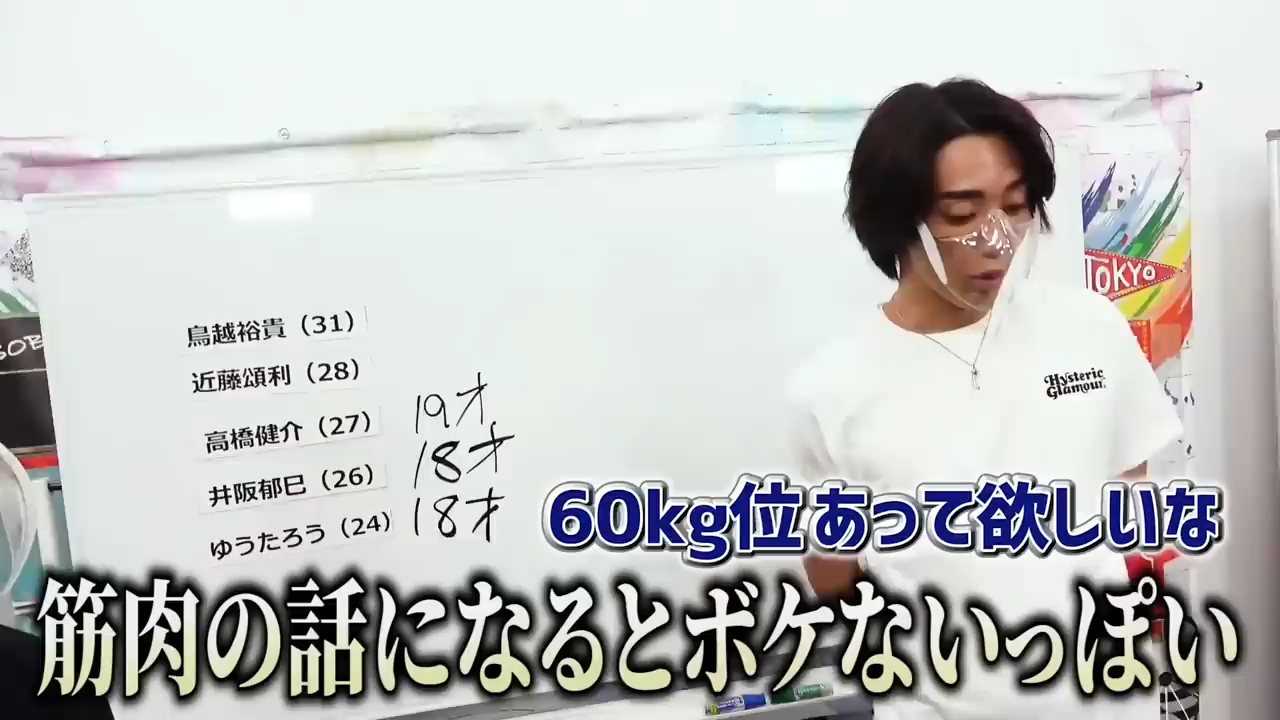 TOKYO
鳥越裕貴（31）
近藤頌利（28）
高橋健介（27） 19才
井阪郁巳（26） 18才
ゆうたろう（24） 18才
Hysteric
Glamour.
60kg位あって欲しいな
筋肉の話になるとボケないっぽい